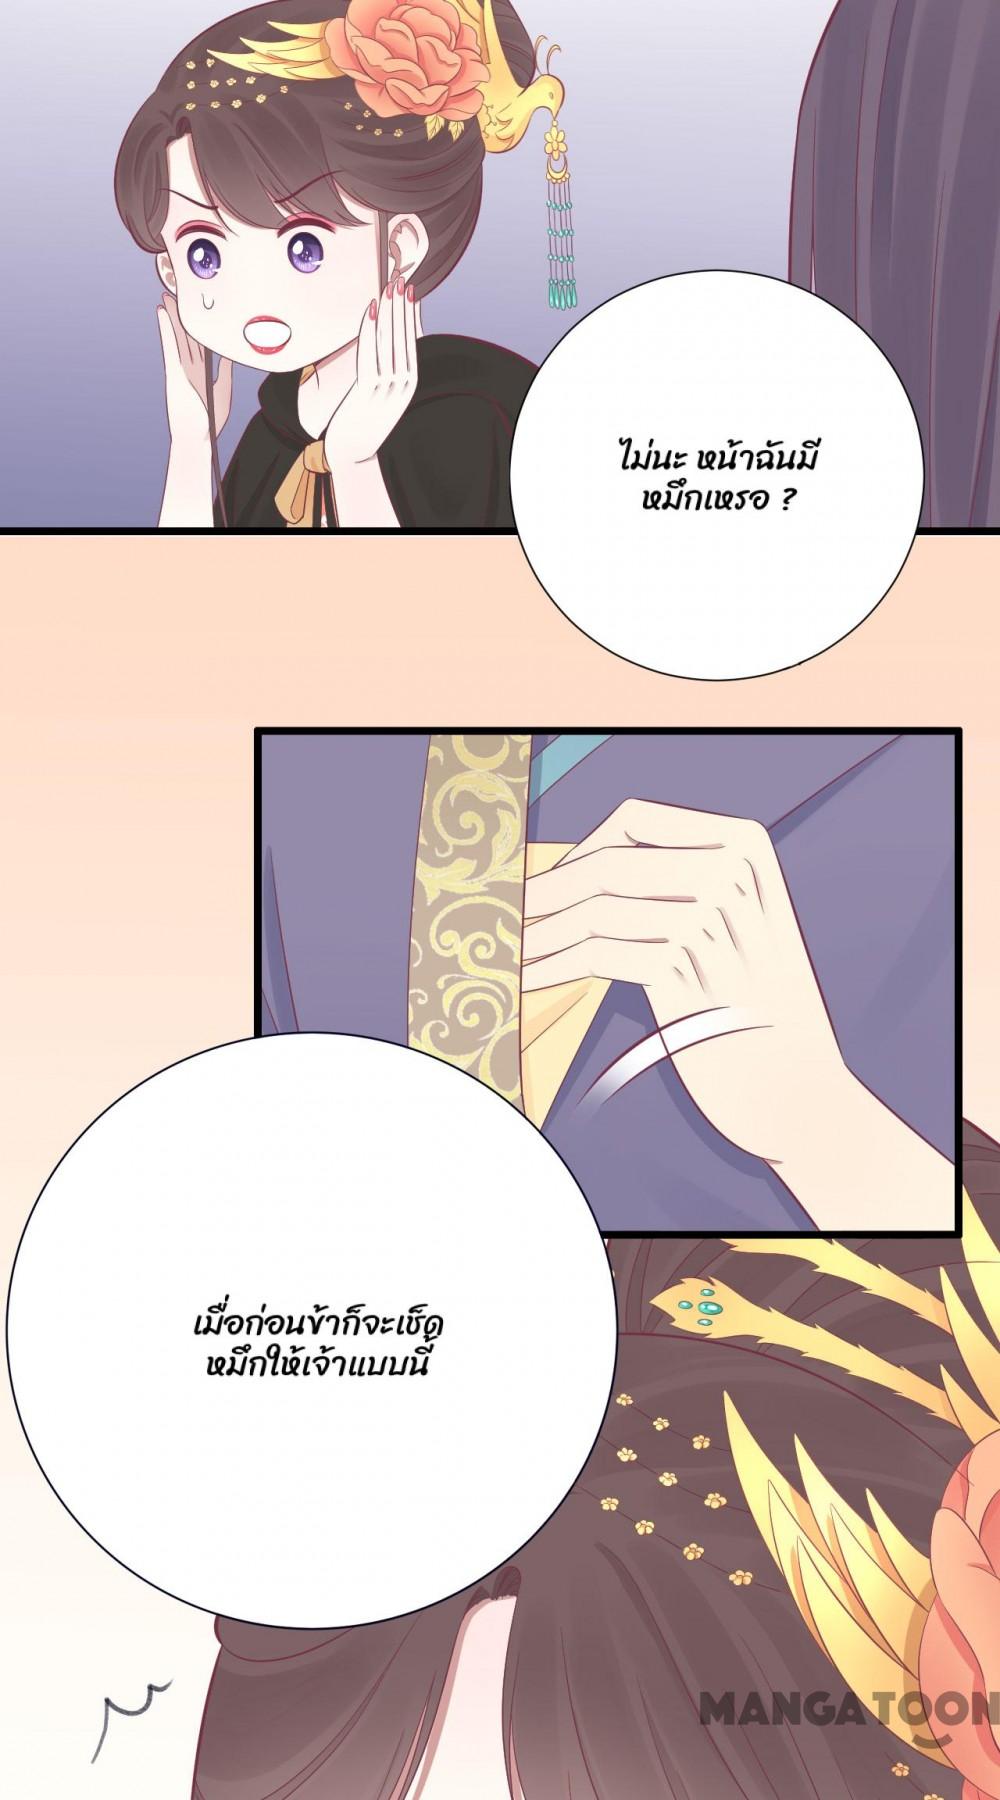 ไม่นะ หน้าฉันมี
หมึกเหรอ ?
เมื่อก่อนข้าก็จะเช็ด
หมึกให้เจ้าแบบนี้
MANGATOON